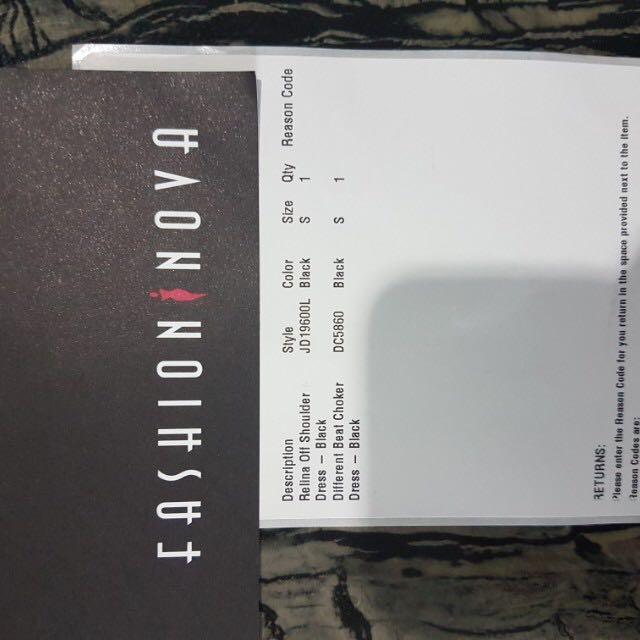 FASHION NOVA
Description Style Color Size Qty Reason Code
Relina Off Shoulder JD19600L Black S 1
Dress – Black
Different Beat Choker DC5860 Black S 1
Dress – Black
RETURNS:
Please enter the Reason Code for you return in the space provided next to the item.
Reason Codes are: